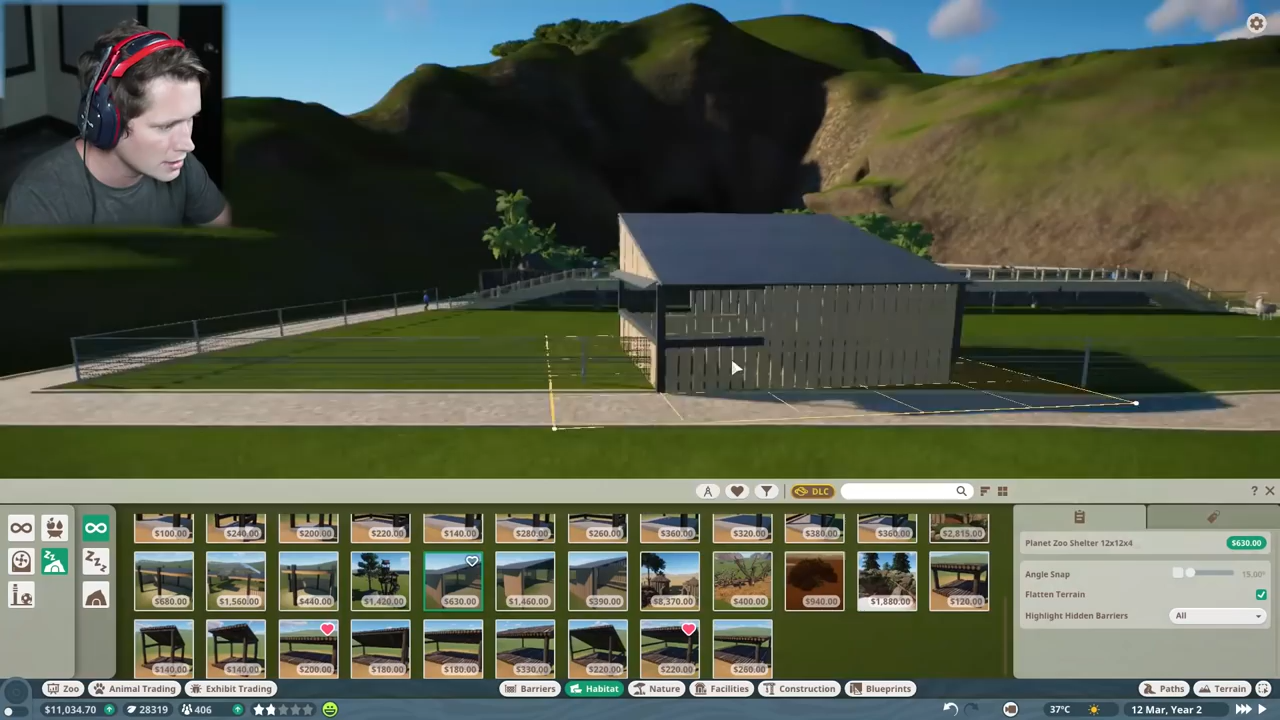 DLC
?
$100.00 $240.00 $200.00 $220.00 $140.00 $280.00 $260.00 $360.00 $320.00 $380.00 $360.00 $2,815.00
$680.00 $1,560.00 $440.00 $1,420.00 $630.00 $1,460.00 $390.00 $8,370.00 $400.00 $940.00 $1,880.00 $120.00
$140.00 $140.00 $200.00 $180.00 $180.00 $330.00 $220.00 $220.00 $260.00
Planet Zoo Shelter 12x12x4 $630.00
Angle Snap 15.00°
Flatten Terrain
Highlight Hidden Barriers All
Zoo Animal Trading Exhibit Trading Barriers Habitat Nature Facilities Construction Blueprints Paths Terrain
$11,034.70 28319 406 37°C 12 Mar, Year 2